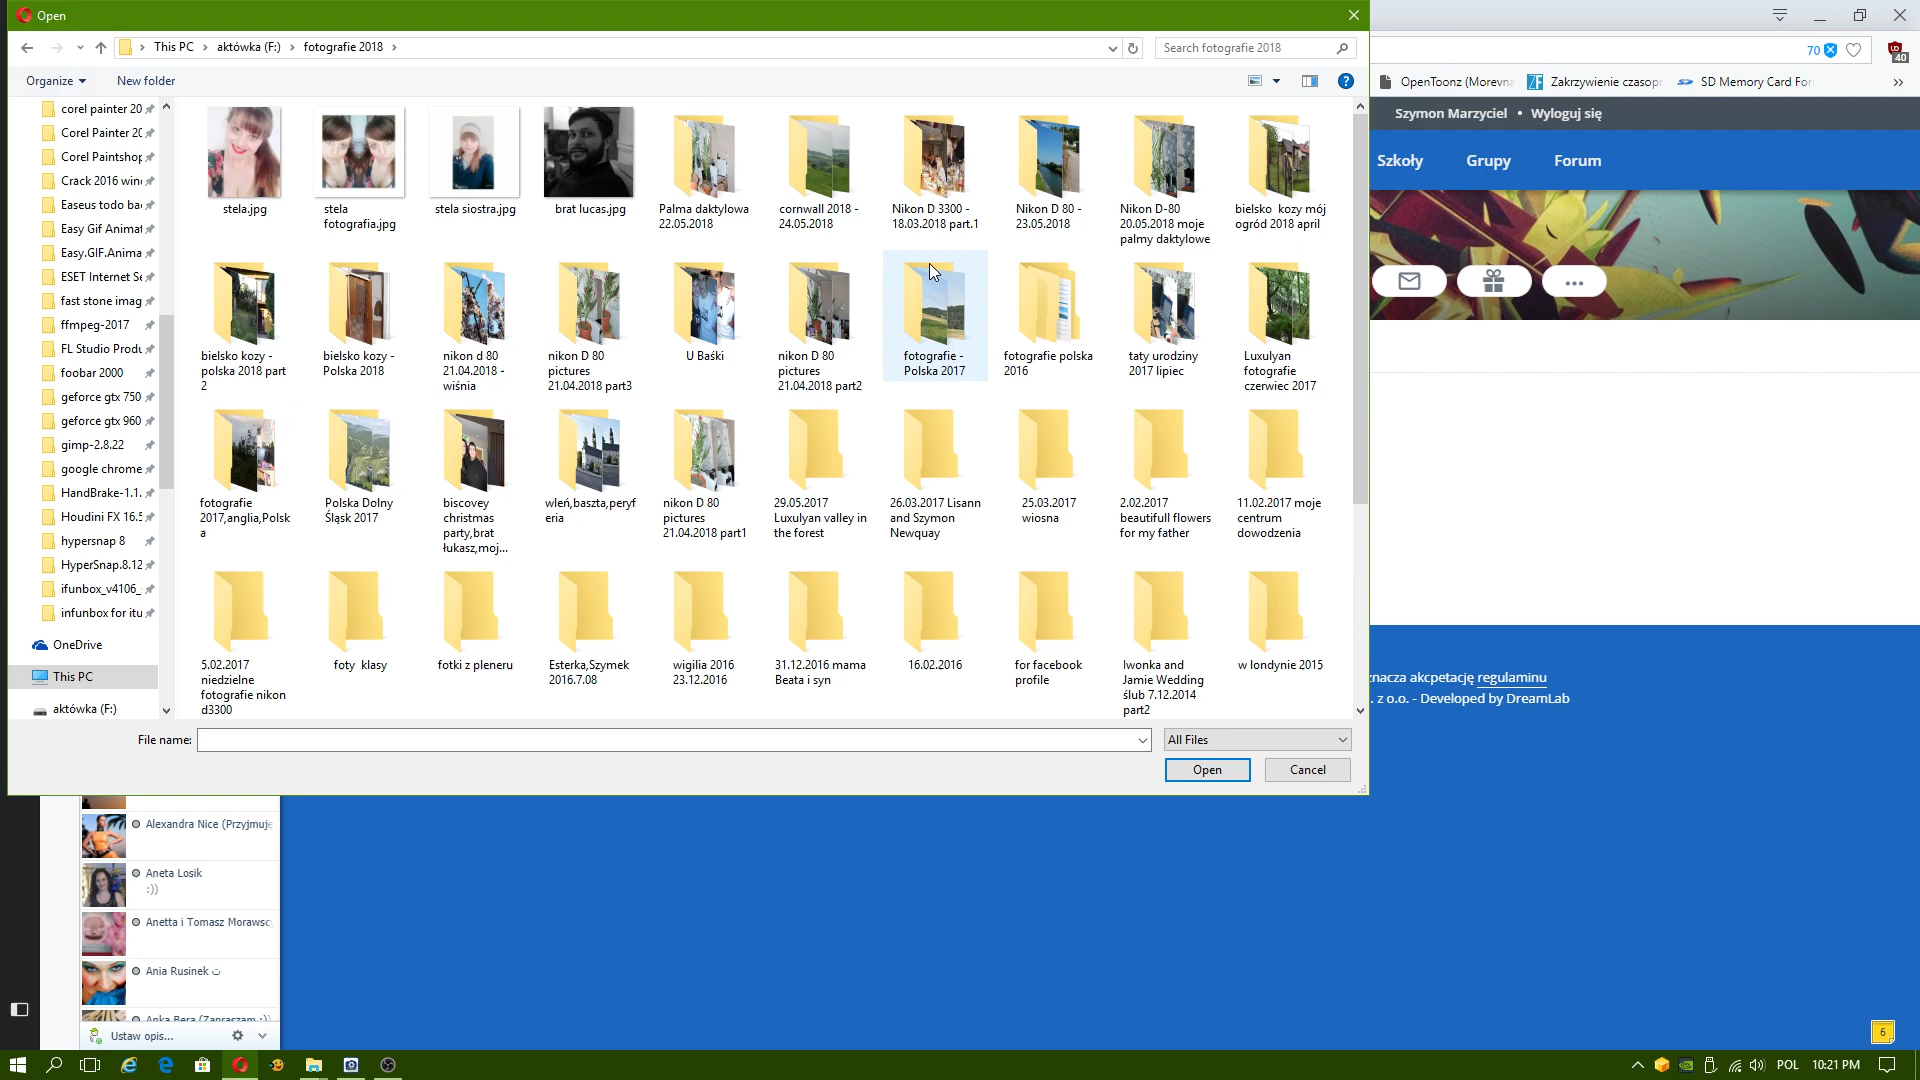 Open
This PC
aktówka (F:)
fotografie 2018
Search fotografie 2018
Organize
New folder
70
40
OpenToonz (Morevna
Zakrzywienie czasopr
SD Memory Card For
Szymon Marzyciel • Wyloguj się
Szkoły
Grupy
Forum
corel painter 20
Corel Painter 20
Corel Paintshop
Crack 2016 wind
Easeus todo bac
Easy Gif Animat
Easy.GIF.Anima
ESET Internet Se
fast stone imag
ffmpeg-2017
FL Studio Produ
foobar 2000
geforce gtx 750
geforce gtx 960
gimp-2.8.22
google chrome
HandBrake-1.1.
Houdini FX 16.5
hypersnap 8
HyperSnap.8.12
ifunbox_v4106_
infunbox for itu
OneDrive
This PC
aktówka (F:)
stela.jpg
stela
fotografia.jpg
stela siostra.jpg
brat lucas.jpg
Palma daktylowa
22.05.2018
cornwall 2018 -
24.05.2018
Nikon D 3300 -
18.03.2018 part.1
Nikon D 80 -
23.05.2018
Nikon D-80
20.05.2018 moje
palmy daktylowe
bielsko kozy mój
ogród 2018 april
bielsko kozy -
polska 2018 part
2
bielsko kozy -
Polska 2018
nikon d 80
21.04.2018 -
wiśnia
nikon D 80
pictures
21.04.2018 part3
U Baśki
nikon D 80
pictures
21.04.2018 part2
fotografie -
Polska 2017
fotografie polska
2016
taty urodziny
2017 lipiec
Luxulyan
fotografie
czerwiec 2017
fotografie
2017,anglia,Polsk
a
Polska Dolny
Śląsk 2017
biscovey
christmas
party,brat
łukasz,moj...
wleń,baszta,peryf
eria
nikon D 80
pictures
21.04.2018 part1
29.05.2017
Luxulyan valley in
the forest
26.03.2017 Lisann
and Szymon
Newquay
25.03.2017
wiosna
2.02.2017
beautifull flowers
for my father
11.02.2017 moje
centrum
dowodzenia
5.02.2017
niedzielne
fotografie nikon
d3300
foty klasy
fotki z pleneru
Esterka,Szymek
2016.7.08
wigilia 2016
23.12.2016
31.12.2016 mama
Beata i syn
16.02.2016
for facebook
profile
Iwonka and
Jamie Wedding
ślub 7.12.2014
part2
w londynie 2015
File name:
All Files
Open
Cancel
znacza akcpetację regulaminu
. z o.o. - Developed by DreamLab
Alexandra Nice (Przyjmuję
Aneta Losik
:))
Anetta i Tomasz Morawsc
Ania Rusinek ت
Anka Bera (Zapraszam :))
Ustaw opis...
6
POL
10:21 PM